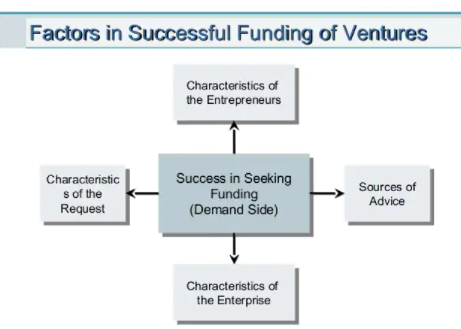 Factors in Successful Funding of Ventures
Characteristics of
the Entrepreneurs
Characteristic
s of the
Request
Success in Seeking
Funding
(Demand Side)
Sources of
Advice
Characteristics of
the Enterprise